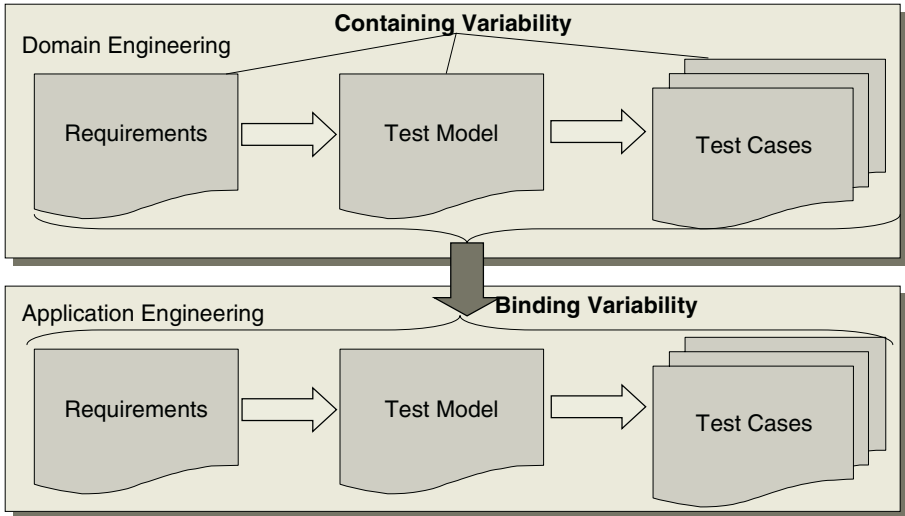 Containing Variability
Domain Engineering
Requirements
Test Model
Test Cases
Binding Variability
Application Engineering
Requirements
Test Model
Test Cases